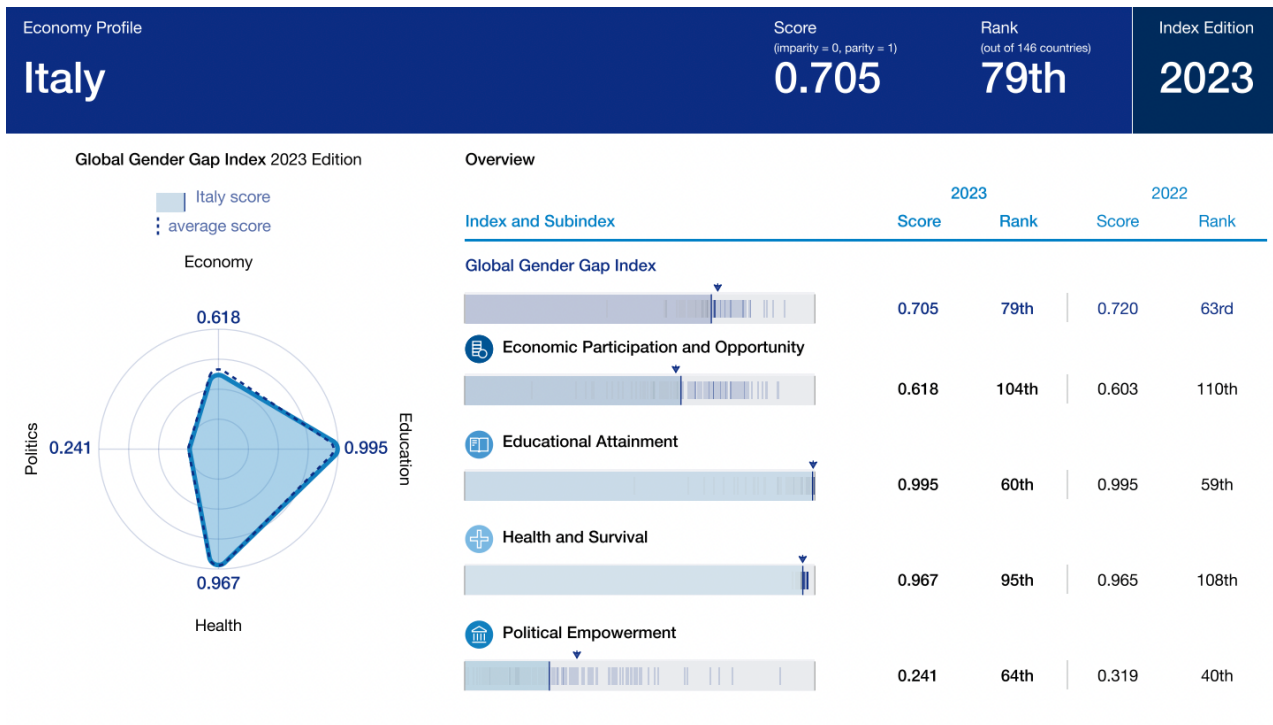 Economy Profile
Italy
Score
(imparity = 0, parity = 1)
0.705
Rank
(out of 146 countries)
79th
Index Edition
2023
Global Gender Gap Index 2023 Edition
Italy score
average score
Economy
0.618
Politics
0.241
0.995
Education
0.967
Health
Overview
2023 2022
Index and Subindex Score Rank Score Rank
Global Gender Gap Index
0.705 79th 0.720 63rd
Economic Participation and Opportunity
0.618 104th 0.603 110th
Educational Attainment
0.995 60th 0.995 59th
Health and Survival
0.967 95th 0.965 108th
Political Empowerment
0.241 64th 0.319 40th